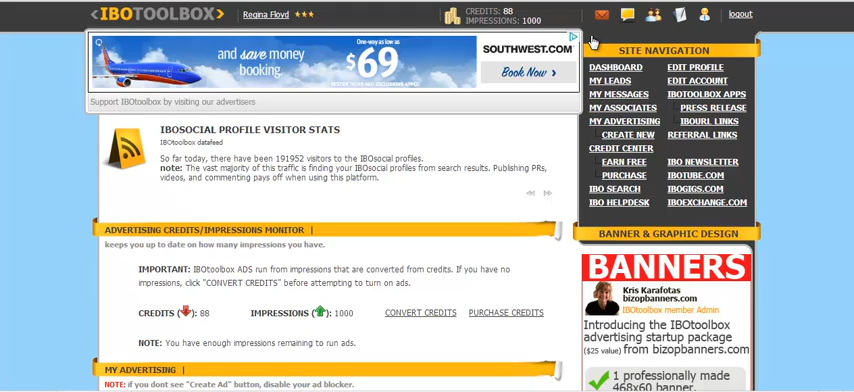 <IBOTOOLBOX> Regina Floyd CREDITS: 88 logout
IMPRESSIONS: 1000
and save money booking. One-way as low as $69 SOUTHWEST.COM Book Now >
Support IBOtoolbox by visiting our advertisers
IBOSOCIAL PROFILE VISITOR STATS
IBOtoolbox datafeed
So far today, there have been 191952 visitors to the IBOsocial profiles.
note: The vast majority of this traffic is finding your IBOsocial profiles from search results. Publishing PRs,
videos, and commenting pays off when using this platform.
ADVERTISING CREDITS/IMPRESSIONS MONITOR |
keeps you up to date on how many impressions you have.
IMPORTANT: IBOtoolbox ADS run from impressions that are converted from credits. If you have no
impressions, click "CONVERT CREDITS" before attempting to turn on ads.
CREDITS ( ): 88 IMPRESSIONS ( ): 1000 CONVERT CREDITS PURCHASE CREDITS
NOTE: You have enough impressions remaining to run ads.
MY ADVERTISING |
NOTE: if you dont see "Create Ad" button, disable your ad blocker.
SITE NAVIGATION
DASHBOARD EDIT PROFILE
MY LEADS EDIT ACCOUNT
MY MESSAGES IBOTOOLBOX APPS
MY ASSOCIATES PRESS RELEASE
MY ADVERTISING IBOURL LINKS
CREATE NEW REFERRAL LINKS
CREDIT CENTER
EARN FREE IBO NEWSLETTER
PURCHASE IBOTUBE.COM
IBO SEARCH IBOGIGS.COM
IBO HELPDESK IBOEXCHANGE.COM
BANNER & GRAPHIC DESIGN
BANNERS
Kris Karafotas
bizopbanners.com
IBOtoolbox member Admin
Introducing the IBOtoolbox
advertising startup package
($25 value) from bizopbanners.com
1 professionally made
468x60 banner.